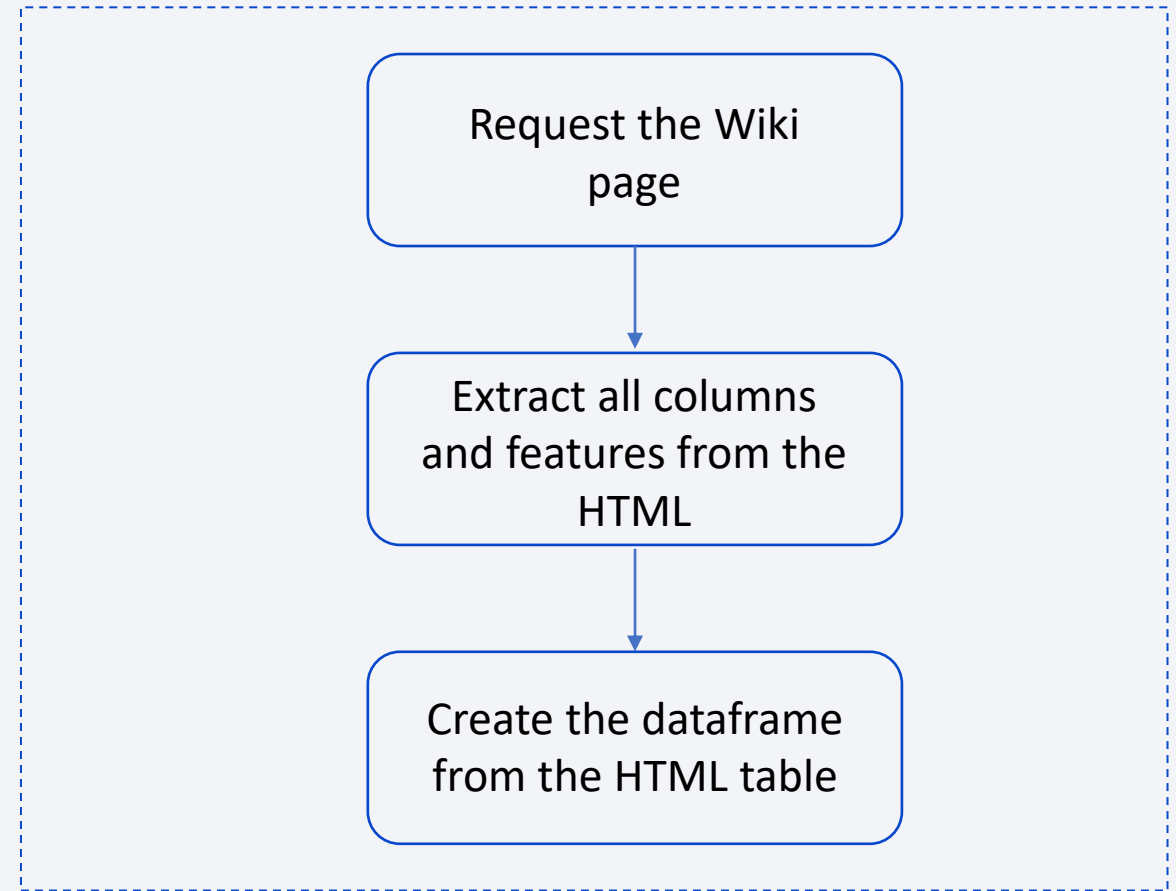 Request the Wiki
page
Extract all columns
and features from the
HTML
Create the dataframe
from the HTML table